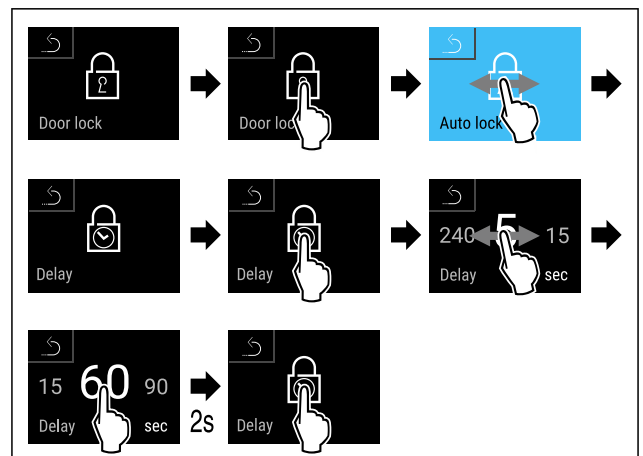 Door lock
Door loc
Auto lock
Delay
Delay
240 5 15
Delay sec
15 60 90
Delay sec
2s
Delay